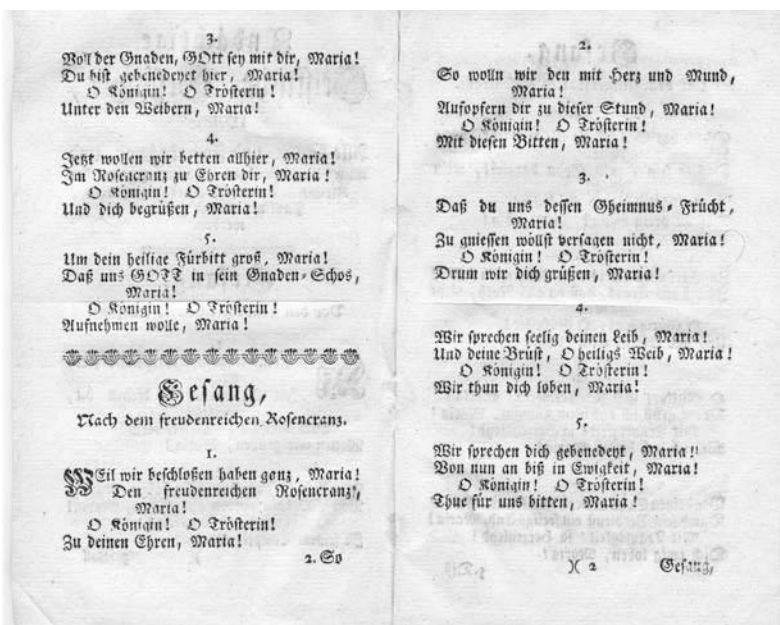 3.
Voll der Gnaden, GOtt sey mit dir, Maria!
Du bist gebenedeyet hier, Maria!
O Königin! O Trösterin!
Unter den Weibern, Maria!
4.
Jetzt wollen wir betten allhier, Maria!
Im Rosencranz zu Ehren dir, Maria!
O Königin! O Trösterin!
Und dich begrüßen, Maria!
5.
Um dein heilige Fürbitt groß, Maria!
Daß uns GOTT in sein Gnaden-Schos,
Maria!
O Königin! O Trösterin!
Aufnehmen wolle, Maria!
Gesang,
Nach dem freudenreichen Rosencranz.
1.
WEil wir beschloßen haben ganz, Maria!
Den freudenreichen Rosencranz,
Maria!
O Königin! O Trösterin!
Zu deinen Ehren, Maria!
2. So
2.
So wolln wir den mit Herz und Mund,
Maria!
Aufopfern dir zu dieser Stund, Maria!
O Königin! O Trösterin!
Mit diesen Bitten, Maria!
3.
Daß du uns dessen Gheimnus-Frücht,
Maria!
Zu gniessen wöllst versagen nicht, Maria!
O Königin! O Trösterin!
Drum wir dich grüßen, Maria!
4.
Wir sprechen seelig deinen Leib, Maria!
Und deine Brüst, O heiligs Weib, Maria!
O Königin! O Trösterin!
Wir thun dich loben, Maria!
5.
Wir sprechen dich gebenedeyt, Maria!
Von nun an biß in Ewigkeit, Maria!
O Königin! O Trösterin!
Thue für uns bitten, Maria!
)( 2 Gesang,